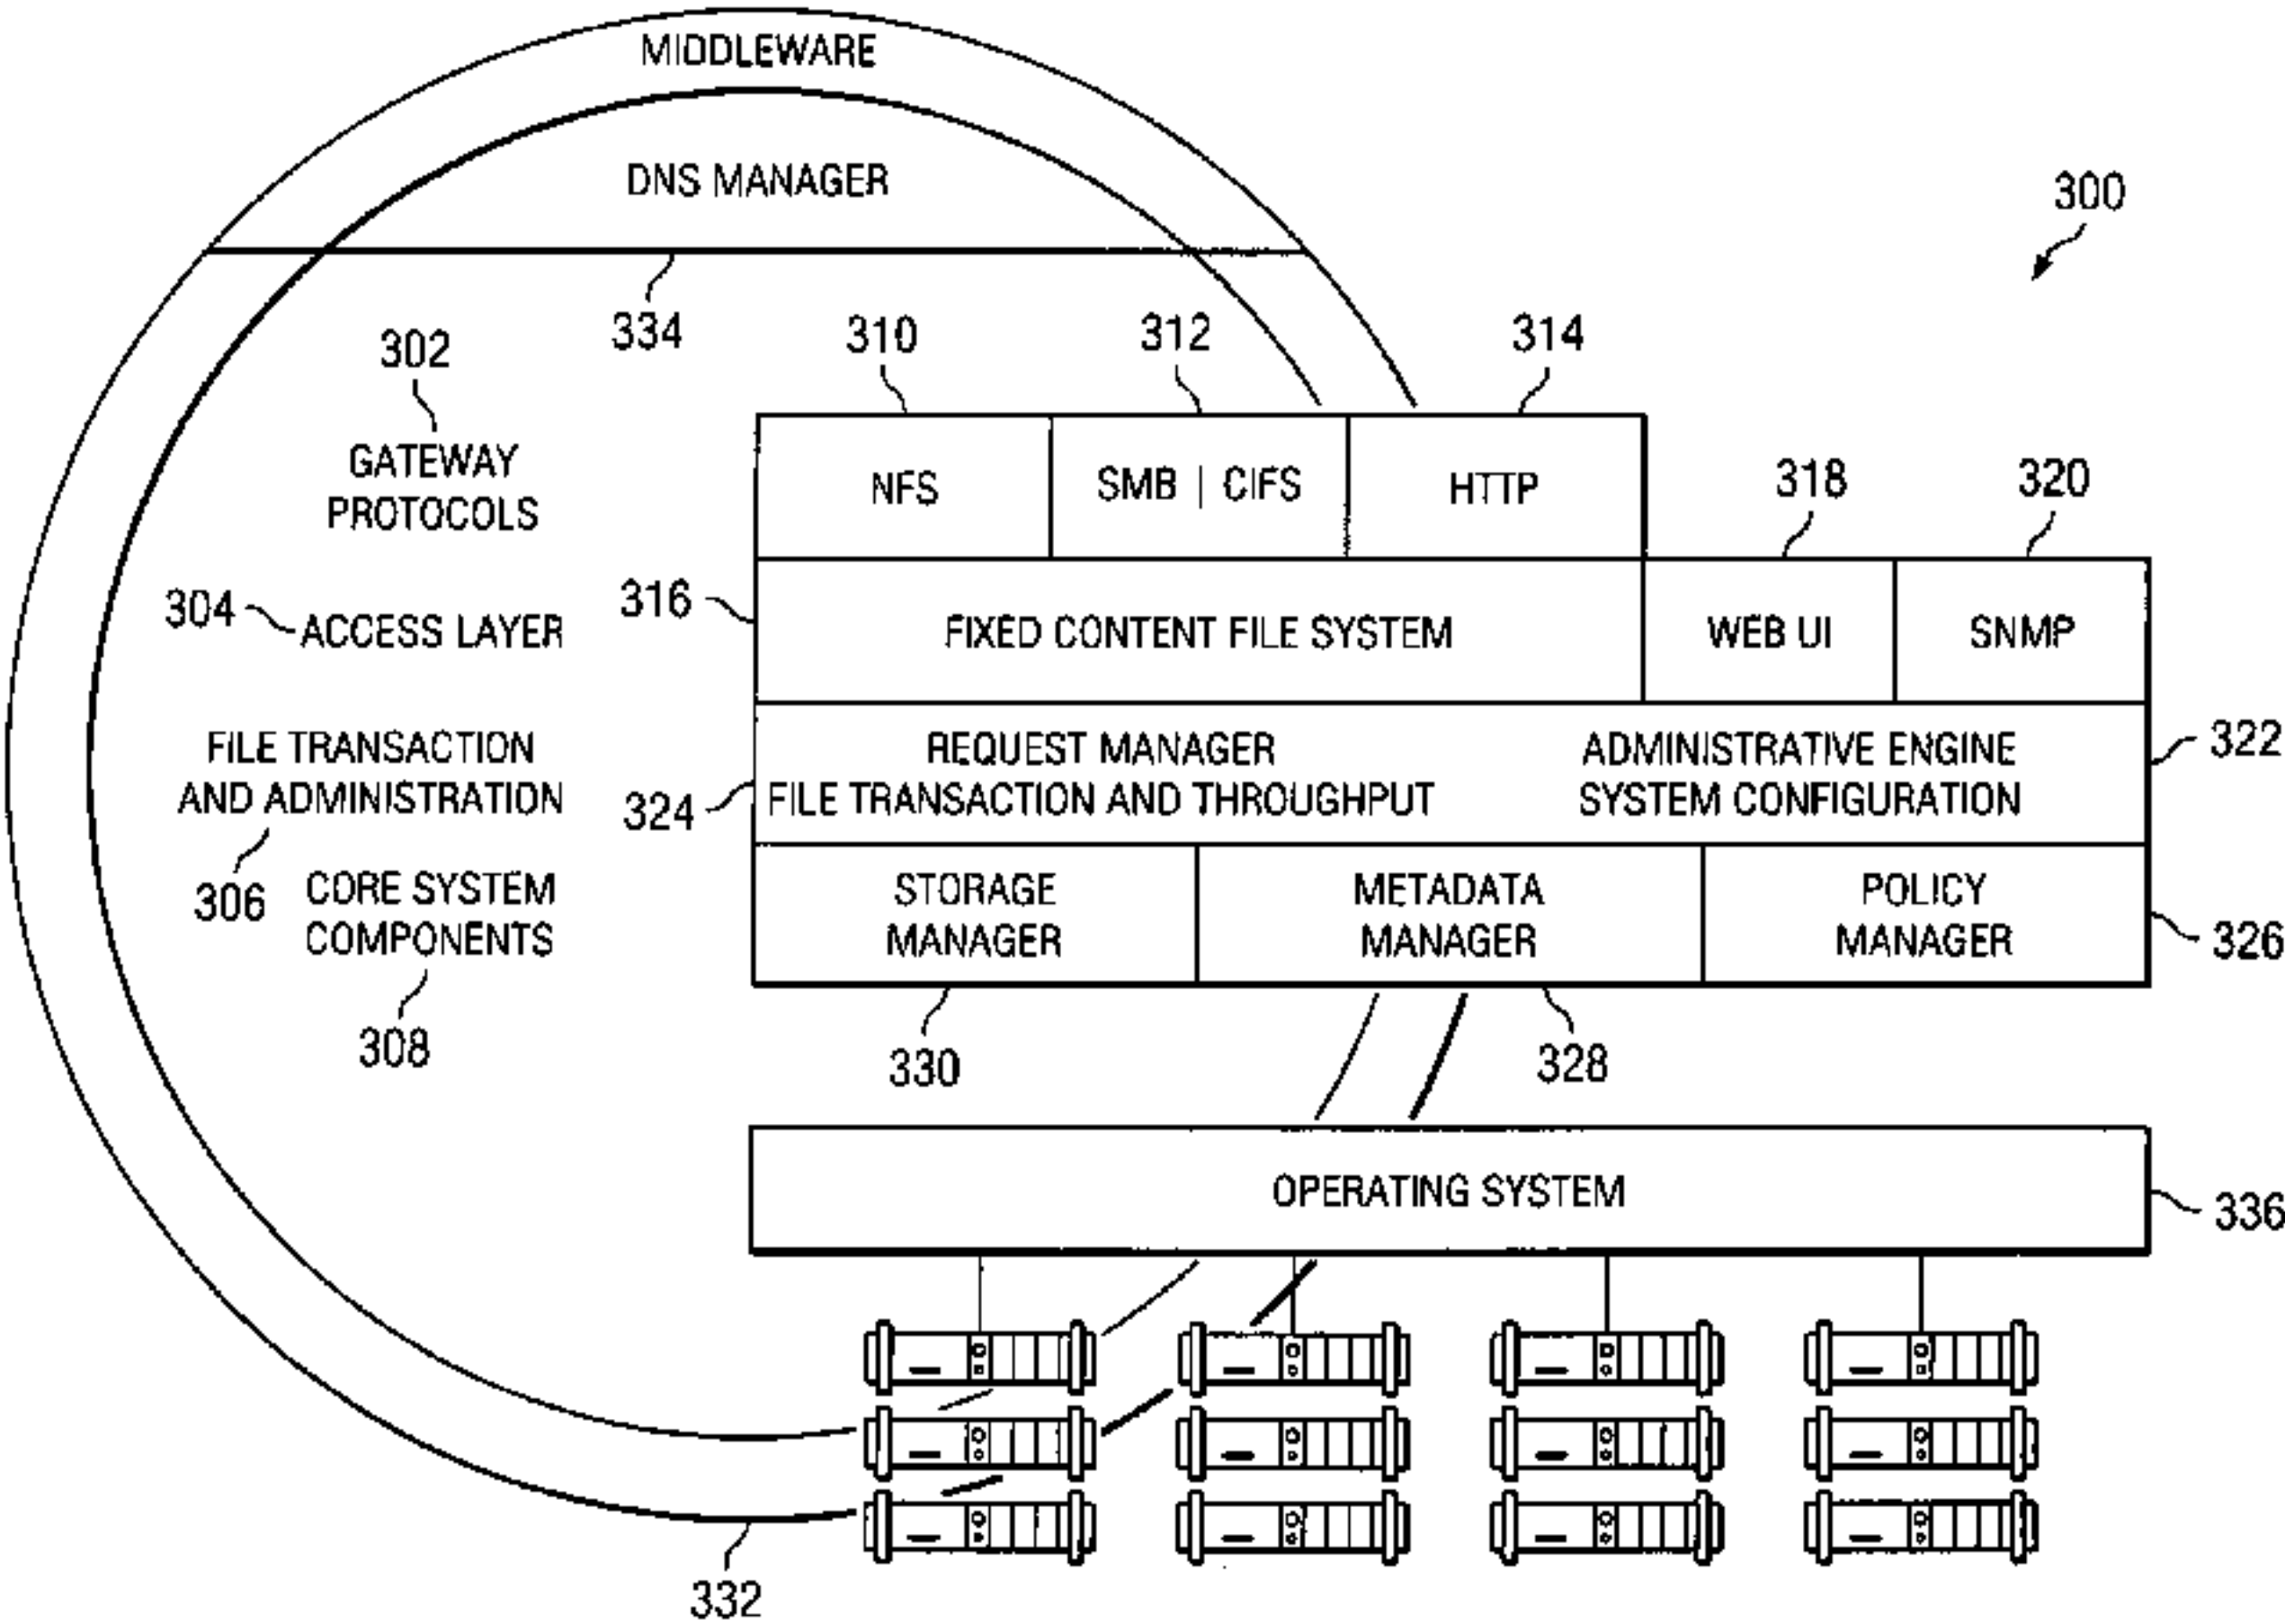 MIDDLEWARE
DNS MANAGER
300
334
302
310
312
314
GATEWAY
PROTOCOLS
NFS
SMB | CIFS
HTTP
318
320
304
ACCESS LAYER
316
FIXED CONTENT FILE SYSTEM
WEB UI
SNMP
FILE TRANSACTION
AND ADMINISTRATION
306
324
REQUEST MANAGER
FILE TRANSACTION AND THROUGHPUT
ADMINISTRATIVE ENGINE
SYSTEM CONFIGURATION
322
CORE SYSTEM
COMPONENTS
308
STORAGE
MANAGER
METADATA
MANAGER
POLICY
MANAGER
326
330
328
OPERATING SYSTEM
336
332